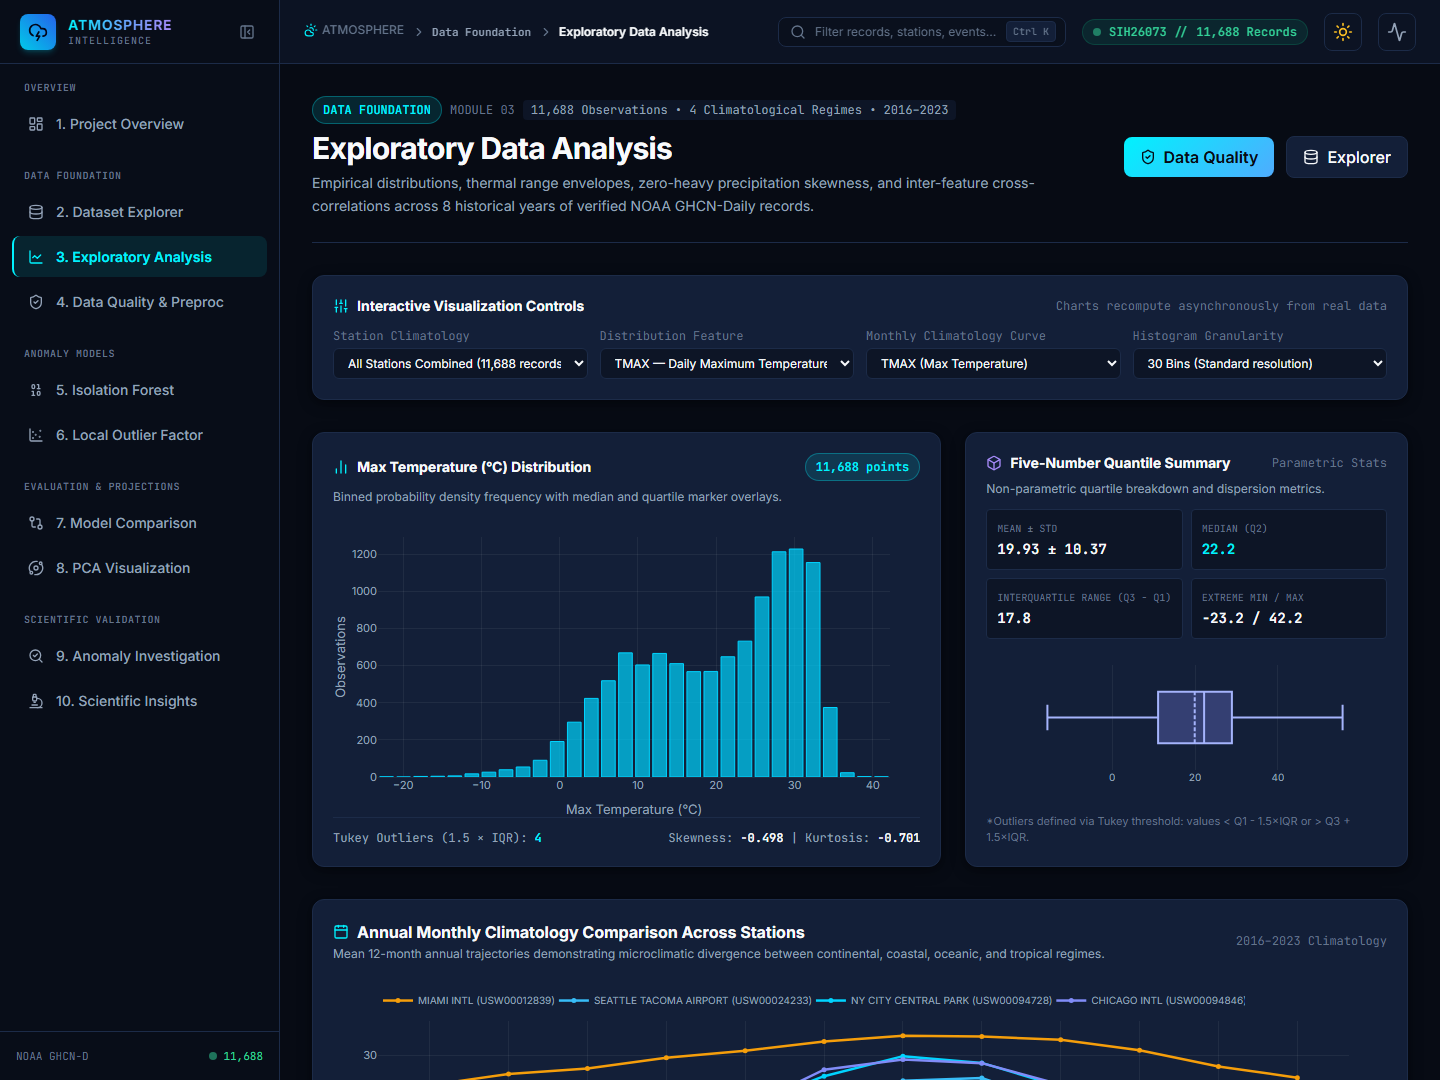 ATMOSPHERE
INTELLIGENCE
OVERVIEW
1. Project Overview
DATA FOUNDATION
2. Dataset Explorer
3. Exploratory Analysis
4. Data Quality & Preproc
ANOMALY MODELS
5. Isolation Forest
6. Local Outlier Factor
EVALUATION & PROJECTIONS
7. Model Comparison
8. PCA Visualization
SCIENTIFIC VALIDATION
9. Anomaly Investigation
10. Scientific Insights
NOAA GHCN-D 11,688
ATMOSPHERE > Data Foundation > Exploratory Data Analysis
Filter records, stations, events... Ctrl K
SIH26073 // 11,688 Records
DATA FOUNDATION MODULE 03 11,688 Observations • 4 Climatological Regimes • 2016–2023
Exploratory Data Analysis
Empirical distributions, thermal range envelopes, zero-heavy precipitation skewness, and inter-feature cross-
correlations across 8 historical years of verified NOAA GHCN-Daily records.
Data Quality
Explorer
Interactive Visualization Controls
Charts recompute asynchronously from real data
Station Climatology
All Stations Combined (11,688 records
Distribution Feature
TMAX — Daily Maximum Temperature
Monthly Climatology Curve
TMAX (Max Temperature)
Histogram Granularity
30 Bins (Standard resolution)
Max Temperature (°C) Distribution
11,688 points
Binned probability density frequency with median and quartile marker overlays.
Observations
1200
1000
800
600
400
200
0
−20 −10 0 10 20 30 40
Max Temperature (°C)
Tukey Outliers (1.5 × IQR): 4
Skewness: -0.498 | Kurtosis: -0.701
Five-Number Quantile Summary
Parametric Stats
Non-parametric quartile breakdown and dispersion metrics.
MEAN ± STD
19.93 ± 10.37
MEDIAN (Q2)
22.2
INTERQUARTILE RANGE (Q3 - Q1)
17.8
EXTREME MIN / MAX
-23.2 / 42.2
0 20 40
*Outliers defined via Tukey threshold: values < Q1 - 1.5×IQR or > Q3 +
1.5×IQR.
Annual Monthly Climatology Comparison Across Stations
Mean 12-month annual trajectories demonstrating microclimatic divergence between continental, coastal, oceanic, and tropical regimes.
2016–2023 Climatology
MIAMI INTL (USW00012839) SEATTLE TACOMA AIRPORT (USW00024233) NY CITY CENTRAL PARK (USW00094728) CHICAGO INTL (USW00094846)
30